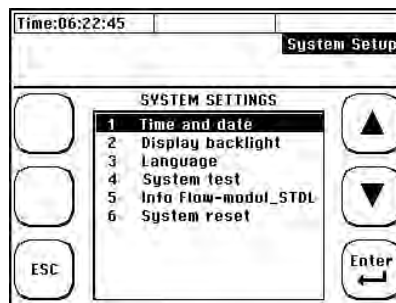 Time:06:22:45
System Setup
SYSTEM SETTINGS
1 Time and date
2 Display backlight
3 Language
4 System test
5 Info Flow-modul_STDL
6 System reset
ESC
Enter